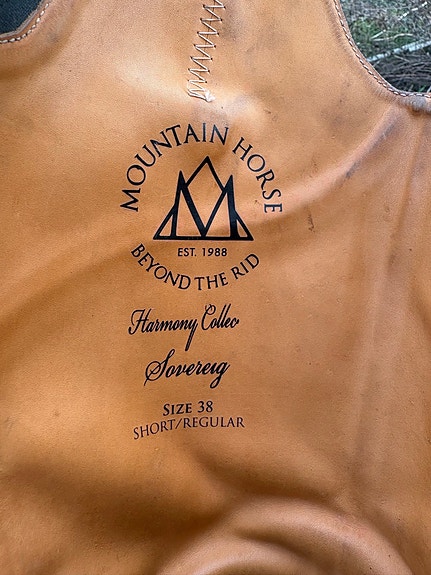 MOUNTAIN HORSE
M
EST. 1988
BEYOND THE RID
Harmony Collec
Sovereig
SIZE 38
SHORT/REGULAR